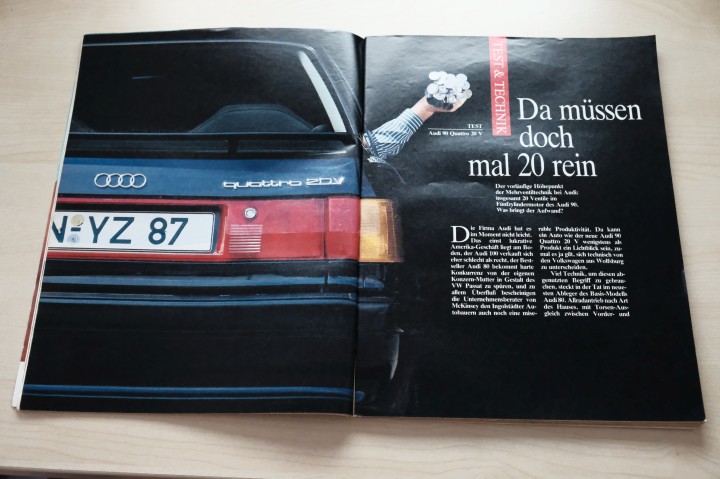 quattro 20V
N-YZ 87
TEST & TECHNIK
TEST
Audi 90 Quattro 20 V
Da müssen
doch
mal 20 rein
Der vorläufige Höhepunkt
der Mehrventiltechnik bei Audi:
insgesamt 20 Ventile im
Fünfzylindermotor des Audi 90.
Was bringt der Aufwand?
Die Firma Audi hat es
im Moment nicht leicht.
Das einst lukrative
Amerika-Geschäft liegt am Bo-
den, der Audi 100 verkauft sich
eher schlecht als recht, der Best-
seller Audi 80 bekommt harte
Konkurrenz von der eigenen
Konzern-Mutter in Gestalt des
VW Passat zu spüren, und zu
allem Überfluß bescheinigen
die Unternehmensberater von
McKinsey den Ingolstädter Au-
tobauern auch noch eine mise-
rable Produktivität. Da kann
ein Auto wie der neue Audi 90
Quattro 20 V wenigstens als
Produkt ein Lichtblick sein, zu-
mal es ja gilt, sich technisch von
den Volkswagen aus Wolfsburg
zu unterscheiden.
Viel Technik, um diesen ab-
genutzten Begriff zu gebrau-
chen, steckt in der Tat im neue-
sten Ableger des Basis-Modells
Audi 80. Allradantrieb nach Art
des Hauses, mit Torsen-Aus-
gleich zwischen Vorder- und